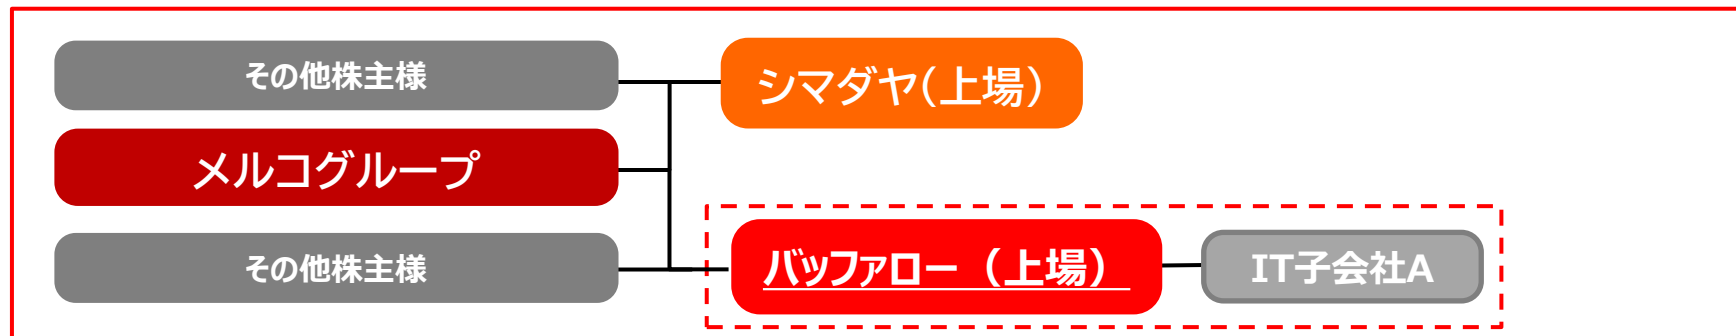 その他株主様
シマダヤ(上場)
メルコグループ
その他株主様
バッファロー（上場）
IT子会社A